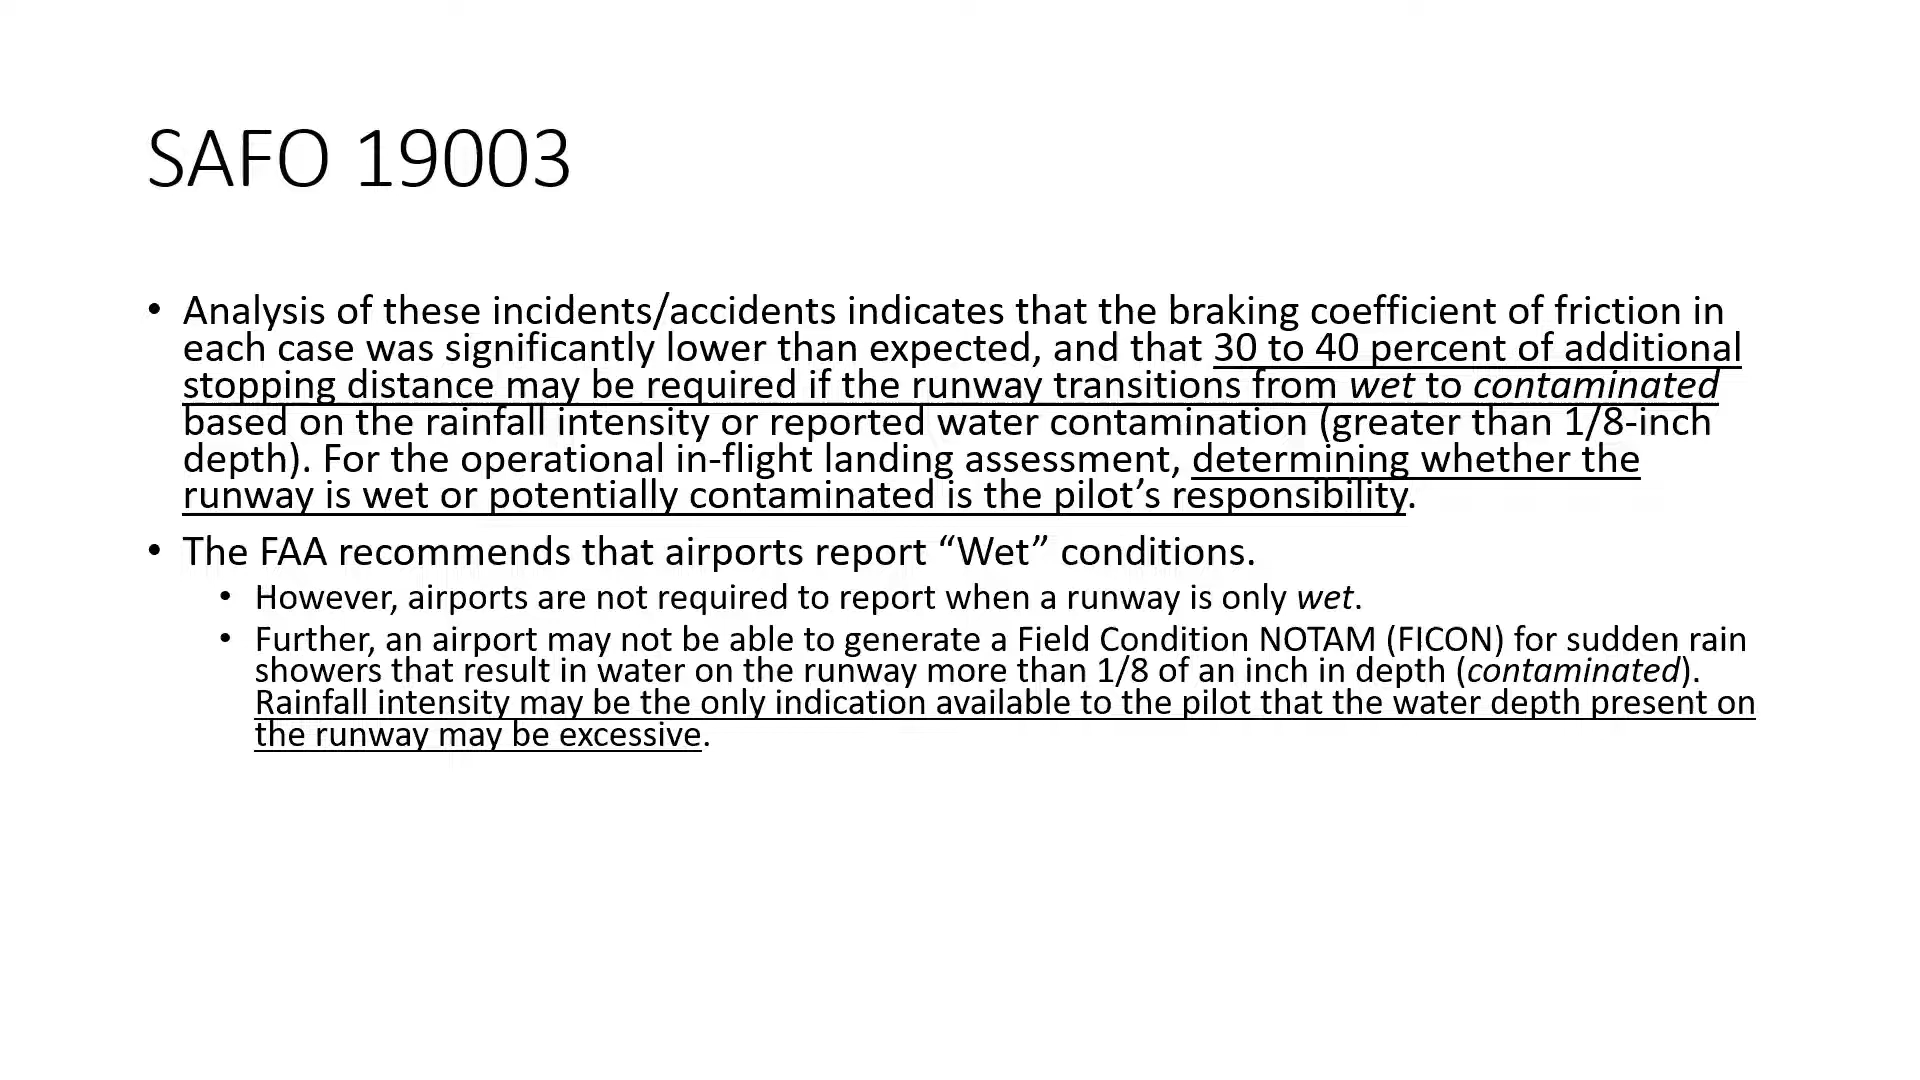 SAFO 19003
• Analysis of these incidents/accidents indicates that the braking coefficient of friction in
each case was significantly lower than expected, and that 30 to 40 percent of additional
stopping distance may be required if the runway transitions from wet to contaminated
based on the rainfall intensity or reported water contamination (greater than 1/8-inch
depth). For the operational in-flight landing assessment, determining whether the
runway is wet or potentially contaminated is the pilot’s responsibility.
• The FAA recommends that airports report “Wet” conditions.
• However, airports are not required to report when a runway is only wet.
• Further, an airport may not be able to generate a Field Condition NOTAM (FICON) for sudden rain
showers that result in water on the runway more than 1/8 of an inch in depth (contaminated).
Rainfall intensity may be the only indication available to the pilot that the water depth present on
the runway may be excessive.